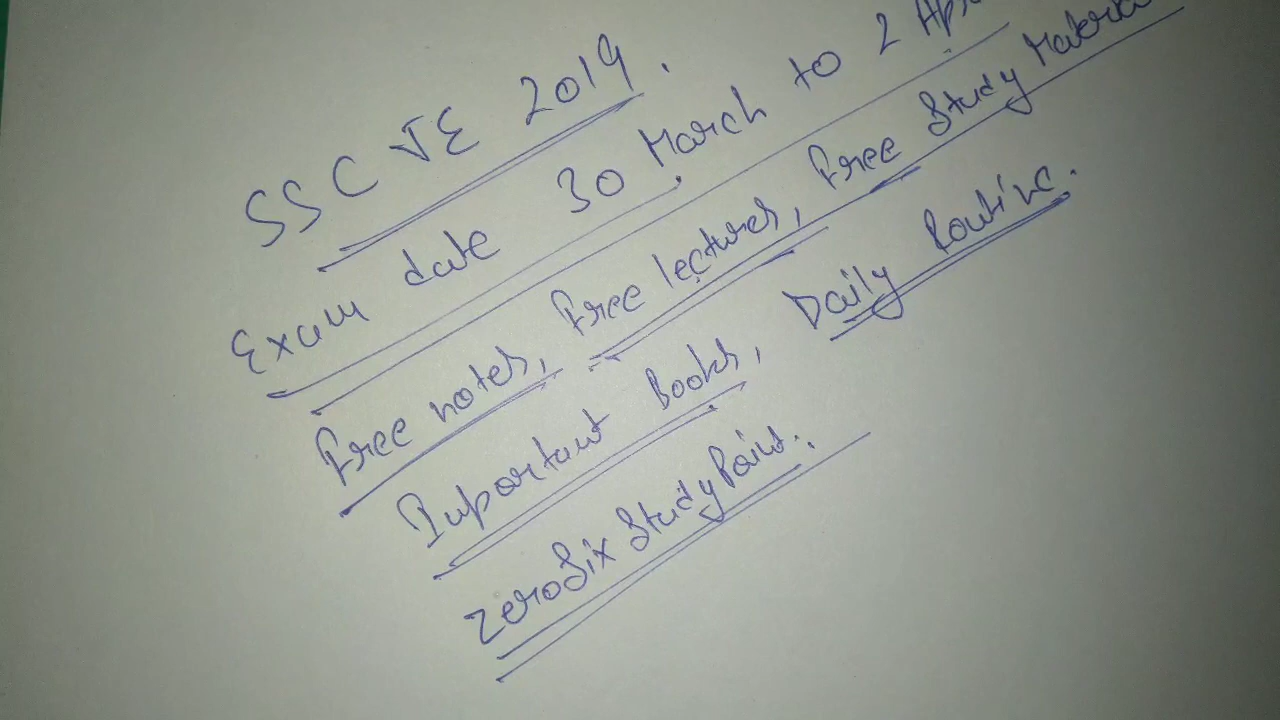 SSC JE 2019.
Exam date 30 March to 2
Free notes, Free lectures, Free Study
Important Books, Daily Routine.
ZeroSix Study Point..